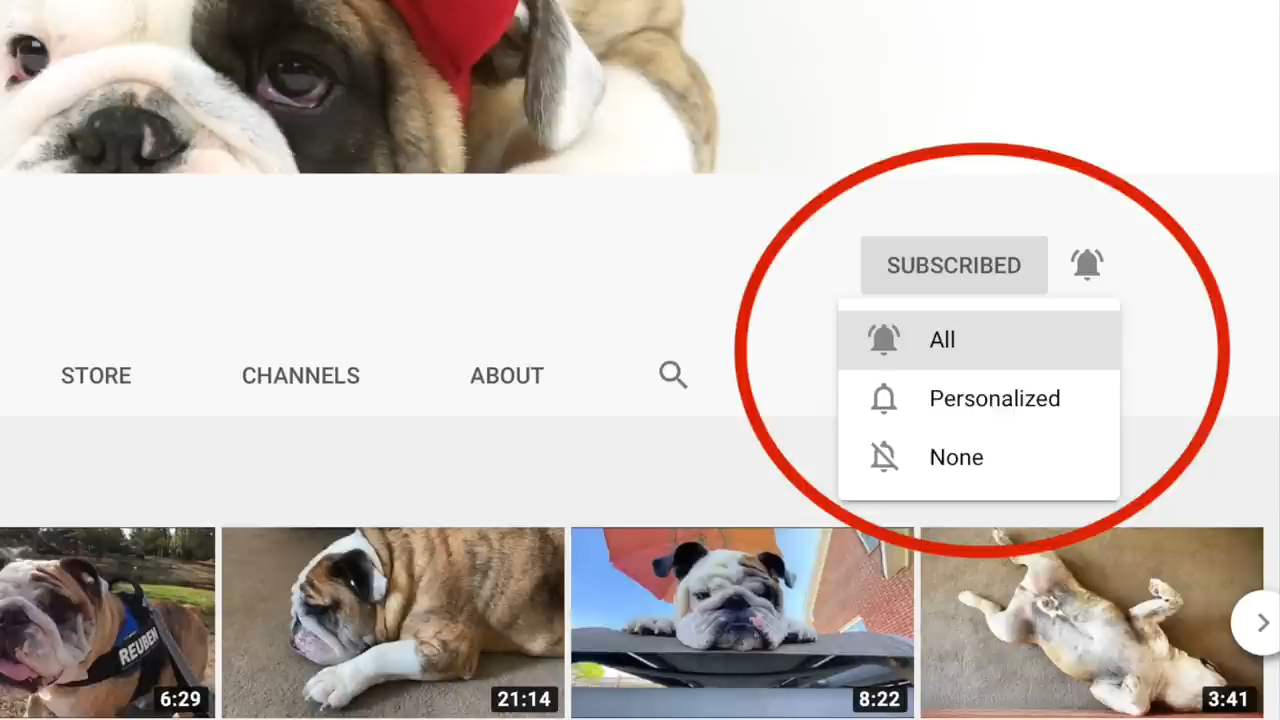 SUBSCRIBED
All
Personalized
None
STORE
CHANNELS
ABOUT
REUBEN
6:29
21:14
8:22
3:41